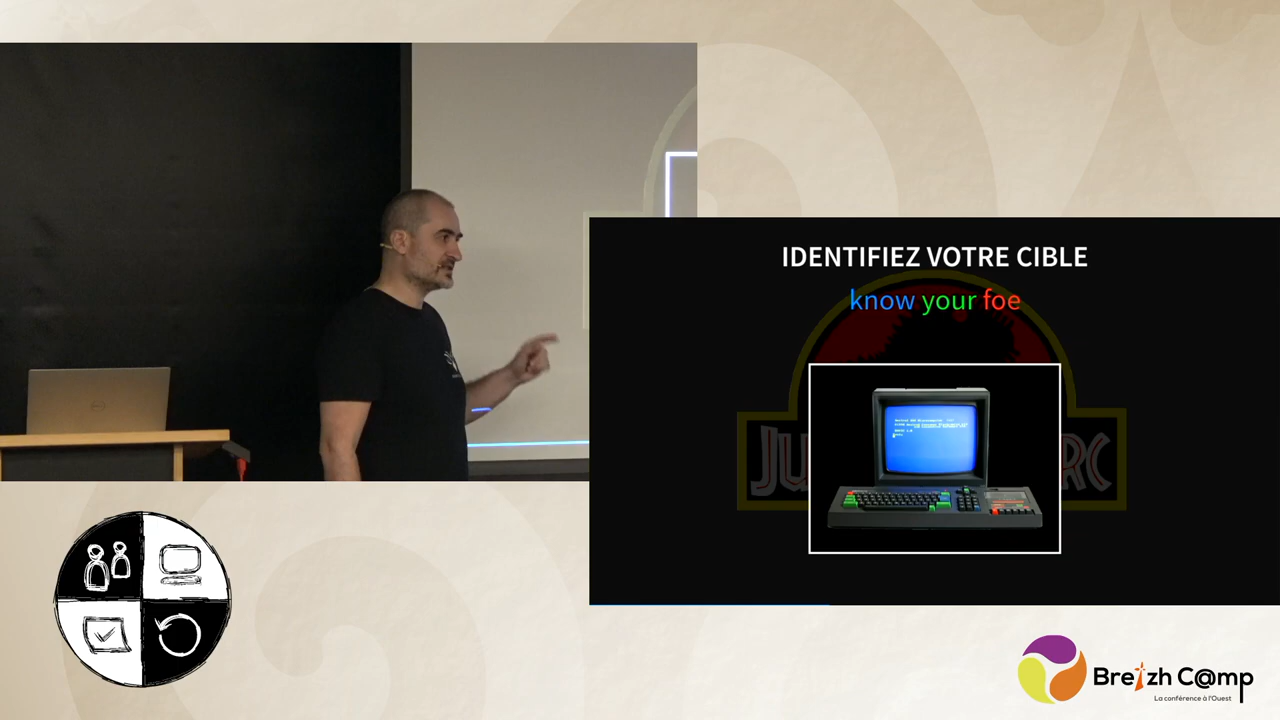 IDENTIFIEZ VOTRE CIBLE
know your foe
Breizh C@mp
La conférence à l'Ouest